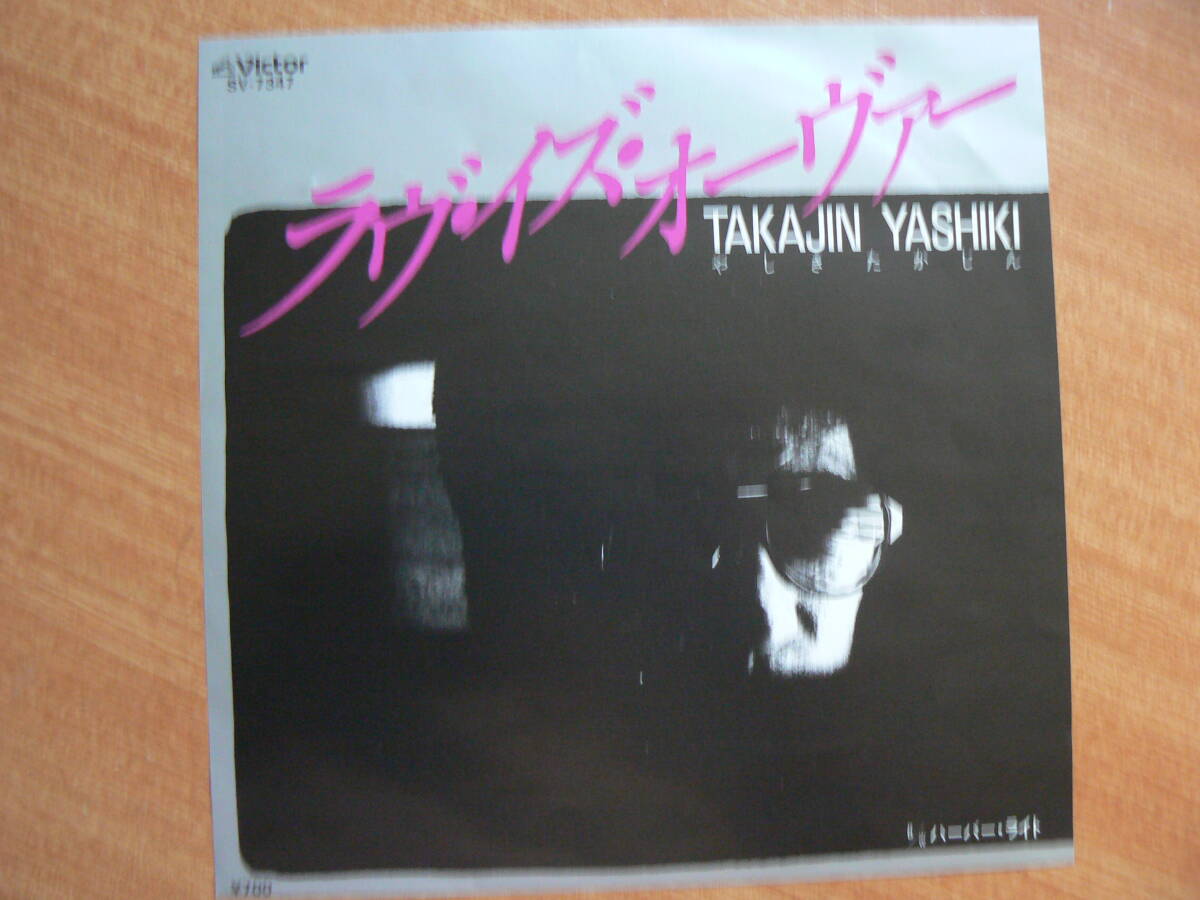 Victor
SV-7347
ラヴ・イズ・オーヴァー
TAKAJIN YASHIKI
やしきたかじん
ハーバー・ライト
¥700